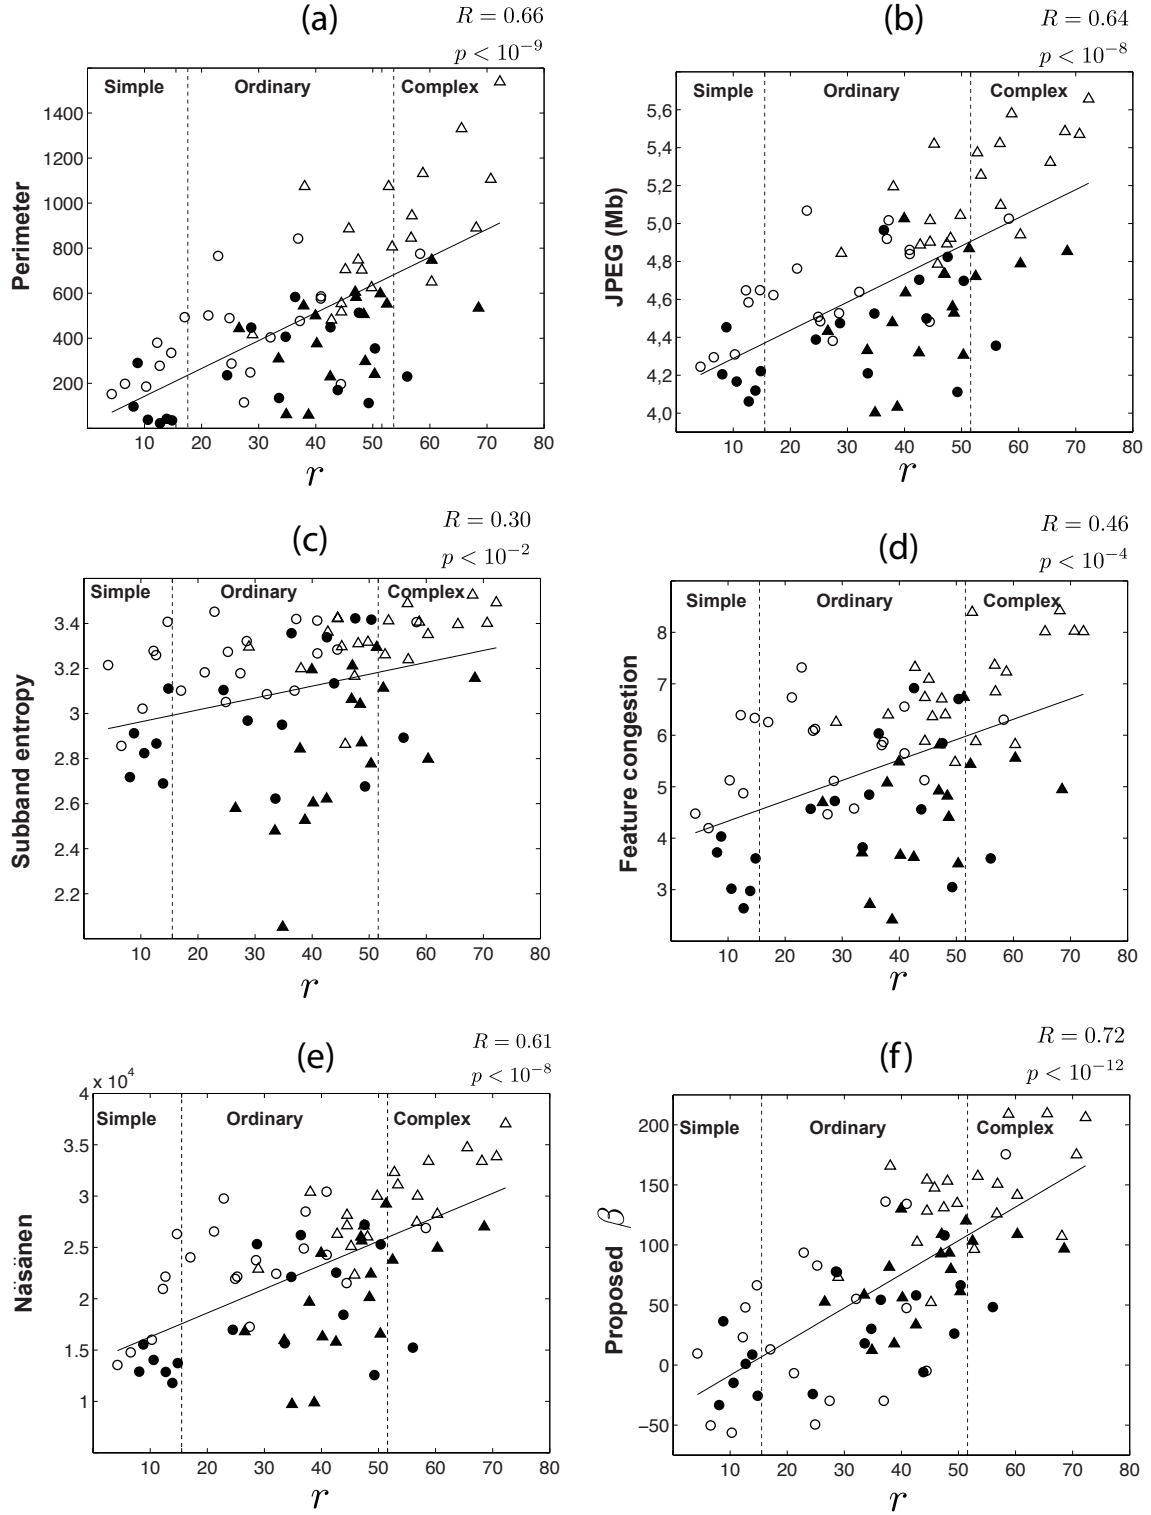 (a)
R = 0.66
p < 10⁻⁹
Simple
Ordinary
Complex
1400
1200
1000
800
600
400
200
Perimeter
10 20 30 40 50 60 70 80
r
(b)
R = 0.64
p < 10⁻⁸
Simple
Ordinary
Complex
5,6
5,4
5,2
5,0
4,8
4,6
4,4
4,2
4,0
JPEG (Mb)
10 20 30 40 50 60 70 80
r
(c)
R = 0.30
p < 10⁻²
Simple
Ordinary
Complex
3.4
3.2
3
2.8
2.6
2.4
2.2
Subband entropy
10 20 30 40 50 60 70 80
r
(d)
R = 0.46
p < 10⁻⁴
Simple
Ordinary
Complex
8
7
6
5
4
3
Feature congestion
10 20 30 40 50 60 70 80
r
(e)
R = 0.61
p < 10⁻⁸
x 10⁴
Simple
Ordinary
Complex
4
3.5
3
2.5
2
1.5
1
Näsänen
10 20 30 40 50 60 70 80
r
(f)
R = 0.72
p < 10⁻¹²
Simple
Ordinary
Complex
200
150
100
50
0
−50
Proposed β
10 20 30 40 50 60 70 80
r